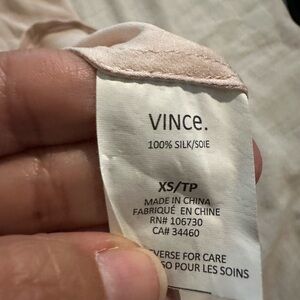 VINCE.
100% SILK/SOIE
XS/TP
MADE IN CHINA
FABRIQUÉ EN CHINE
RN# 106730
CA# 34460
VERSE FOR CARE
SO POUR LES SOINS